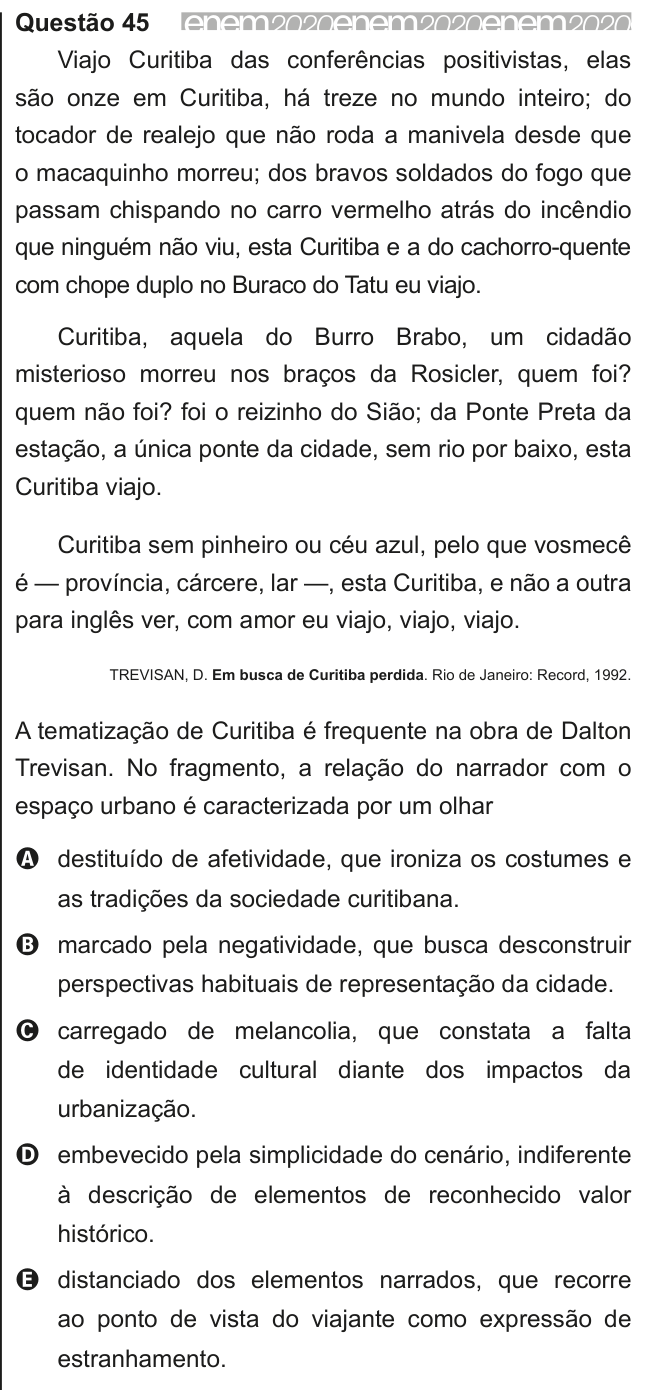 Questão 45 enem2020enem2020enem2020
Viajo Curitiba das conferências positivistas, elas
são onze em Curitiba, há treze no mundo inteiro; do
tocador de realejo que não roda a manivela desde que
o macaquinho morreu; dos bravos soldados do fogo que
passam chispando no carro vermelho atrás do incêndio
que ninguém não viu, esta Curitiba e a do cachorro-quente
com chope duplo no Buraco do Tatu eu viajo.
Curitiba, aquela do Burro Brabo, um cidadão
misterioso morreu nos braços da Rosicler, quem foi?
quem não foi? foi o reizinho do Sião; da Ponte Preta da
estação, a única ponte da cidade, sem rio por baixo, esta
Curitiba viajo.
Curitiba sem pinheiro ou céu azul, pelo que vosmecê
é — província, cárcere, lar —, esta Curitiba, e não a outra
para inglês ver, com amor eu viajo, viajo, viajo.
TREVISAN, D. Em busca de Curitiba perdida. Rio de Janeiro: Record, 1992.
A tematização de Curitiba é frequente na obra de Dalton
Trevisan. No fragmento, a relação do narrador com o
espaço urbano é caracterizada por um olhar
A destituído de afetividade, que ironiza os costumes e
as tradições da sociedade curitibana.
B marcado pela negatividade, que busca desconstruir
perspectivas habituais de representação da cidade.
C carregado de melancolia, que constata a falta
de identidade cultural diante dos impactos da
urbanização.
D embevecido pela simplicidade do cenário, indiferente
à descrição de elementos de reconhecido valor
histórico.
E distanciado dos elementos narrados, que recorre
ao ponto de vista do viajante como expressão de
estranhamento.